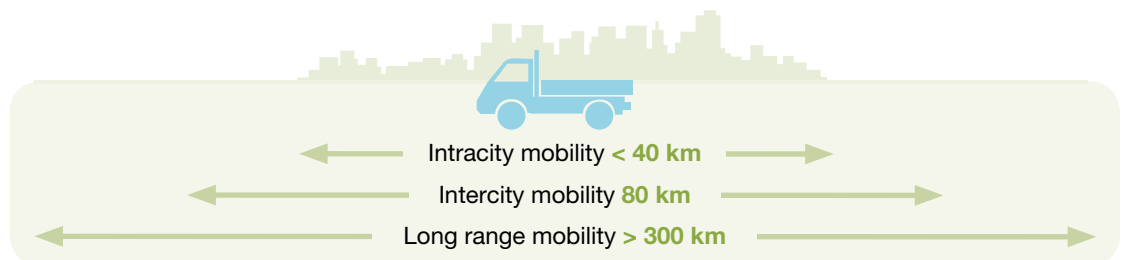 Intracity mobility < 40 km
Intercity mobility 80 km
Long range mobility > 300 km